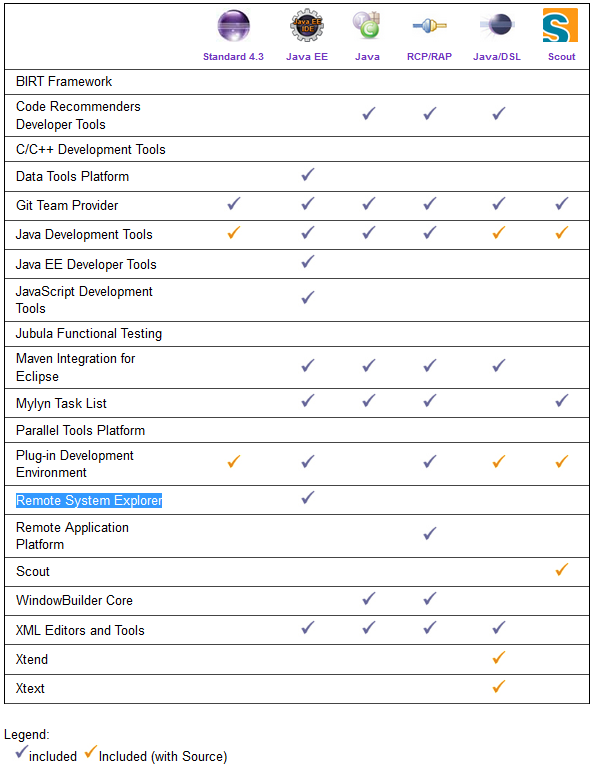 Java EE
IDE
Standard 4.3 Java EE Java RCP/RAP Java/DSL Scout
BIRT Framework
Code Recommenders
Developer Tools
C/C++ Development Tools
Data Tools Platform
Git Team Provider
Java Development Tools
Java EE Developer Tools
JavaScript Development
Tools
Jubula Functional Testing
Maven Integration for
Eclipse
Mylyn Task List
Parallel Tools Platform
Plug-in Development
Environment
Remote System Explorer
Remote Application
Platform
Scout
WindowBuilder Core
XML Editors and Tools
Xtend
Xtext
Legend:
included Included (with Source)